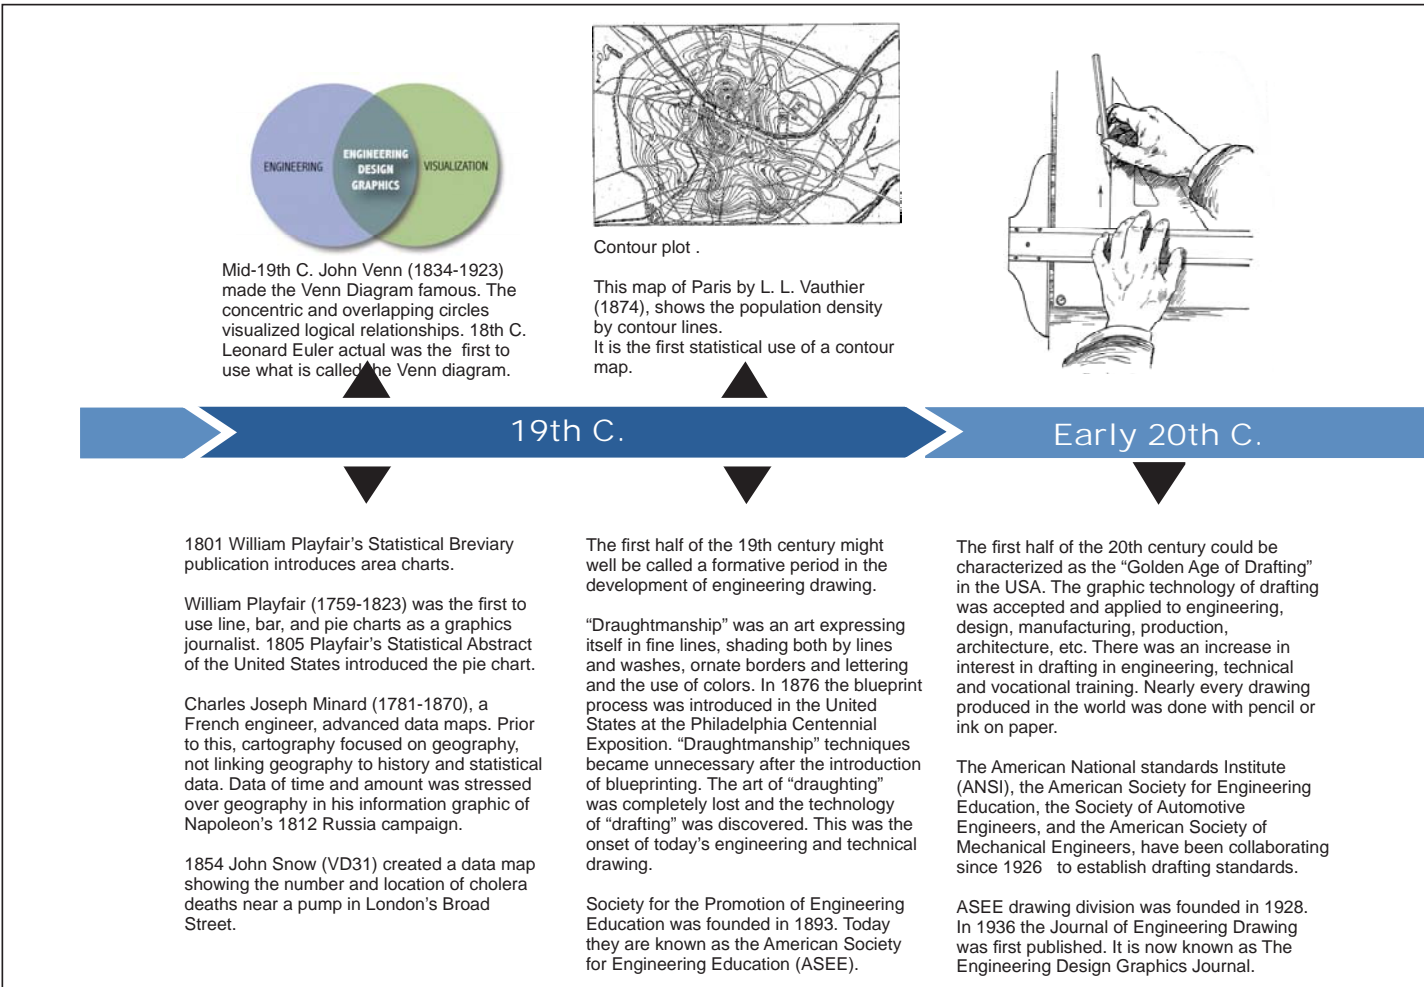 ENGINEERING
ENGINEERING
DESIGN
GRAPHICS
VISUALIZATION
Mid-19th C. John Venn (1834-1923)
made the Venn Diagram famous. The
concentric and overlapping circles
visualized logical relationships. 18th C.
Leonard Euler actual was the first to
use what is called the Venn diagram.
Contour plot .
This map of Paris by L. L. Vauthier
(1874), shows the population density
by contour lines.
It is the first statistical use of a contour
map.
19th C.
Early 20th C.
1801 William Playfair’s Statistical Breviary
publication introduces area charts.
William Playfair (1759-1823) was the first to
use line, bar, and pie charts as a graphics
journalist. 1805 Playfair’s Statistical Abstract
of the United States introduced the pie chart.
Charles Joseph Minard (1781-1870), a
French engineer, advanced data maps. Prior
to this, cartography focused on geography,
not linking geography to history and statistical
data. Data of time and amount was stressed
over geography in his information graphic of
Napoleon’s 1812 Russia campaign.
1854 John Snow (VD31) created a data map
showing the number and location of cholera
deaths near a pump in London’s Broad
Street.
The first half of the 19th century might
well be called a formative period in the
development of engineering drawing.
“Draughtmanship” was an art expressing
itself in fine lines, shading both by lines
and washes, ornate borders and lettering
and the use of colors. In 1876 the blueprint
process was introduced in the United
States at the Philadelphia Centennial
Exposition. “Draughtmanship” techniques
became unnecessary after the introduction
of blueprinting. The art of “draughting”
was completely lost and the technology
of “drafting” was discovered. This was the
onset of today’s engineering and technical
drawing.
Society for the Promotion of Engineering
Education was founded in 1893. Today
they are known as the American Society
for Engineering Education (ASEE).
The first half of the 20th century could be
characterized as the “Golden Age of Drafting”
in the USA. The graphic technology of drafting
was accepted and applied to engineering,
design, manufacturing, production,
architecture, etc. There was an increase in
interest in drafting in engineering, technical
and vocational training. Nearly every drawing
produced in the world was done with pencil or
ink on paper.
The American National standards Institute
(ANSI), the American Society for Engineering
Education, the Society of Automotive
Engineers, and the American Society of
Mechanical Engineers, have been collaborating
since 1926 to establish drafting standards.
ASEE drawing division was founded in 1928.
In 1936 the Journal of Engineering Drawing
was first published. It is now known as The
Engineering Design Graphics Journal.